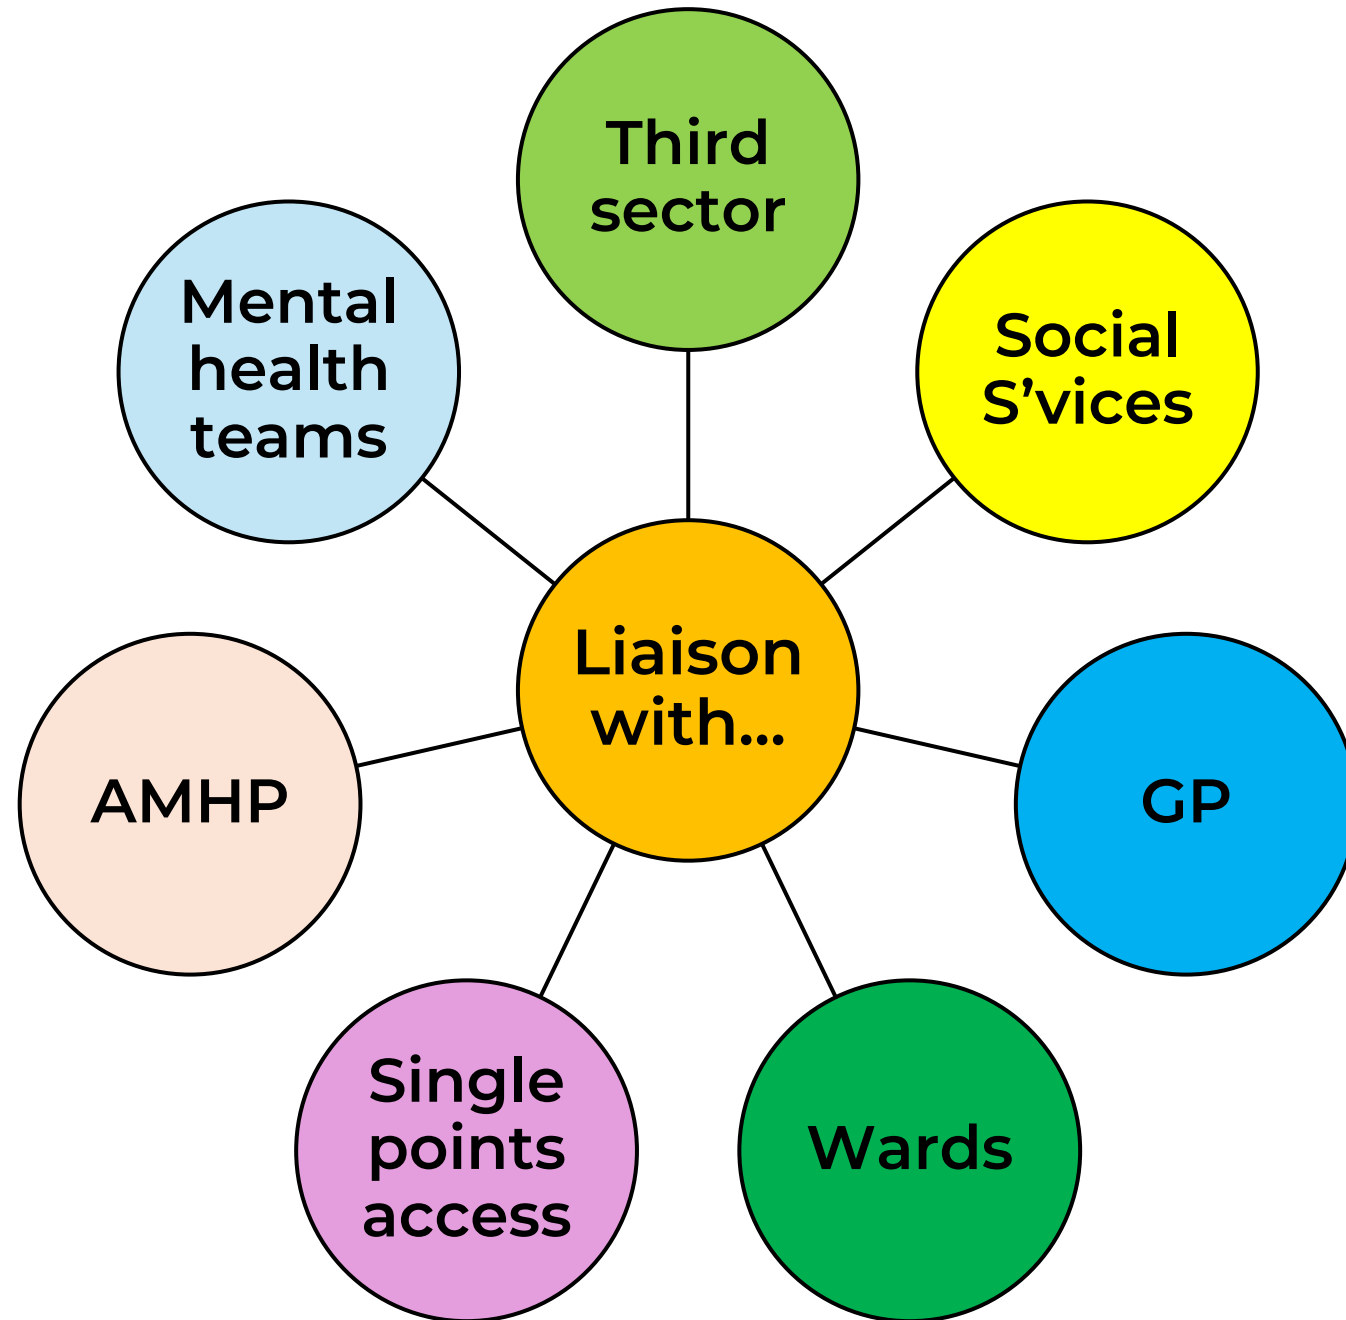 Third
sector
Mental
health
teams
Social
S’vices
Liaison
with...
AMHP
GP
Single
points
access
Wards